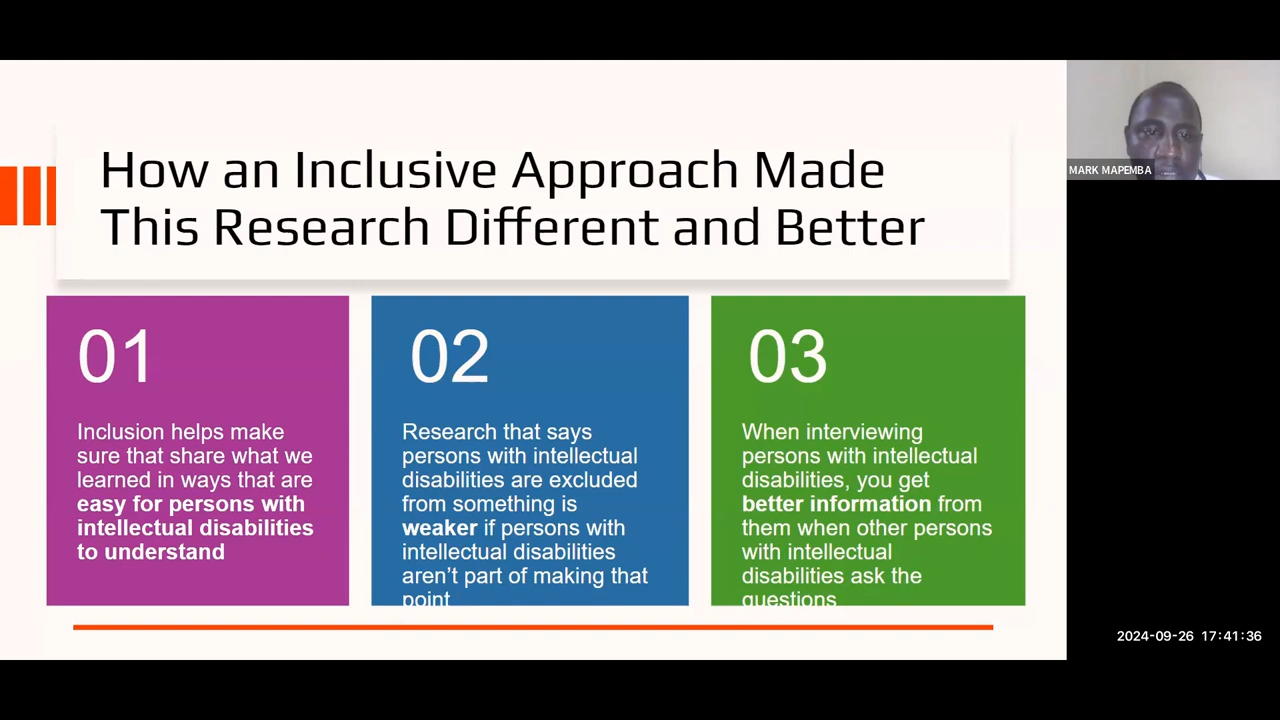 How an Inclusive Approach Made
This Research Different and Better
01
Inclusion helps make
sure that share what we
learned in ways that are
easy for persons with
intellectual disabilities
to understand
02
Research that says
persons with intellectual
disabilities are excluded
from something is
weaker if persons with
intellectual disabilities
aren’t part of making that
point
03
When interviewing
persons with intellectual
disabilities, you get
better information from
them when other persons
with intellectual
disabilities ask the
questions
MARK MAPEMBA
2024-09-26 17:41:36